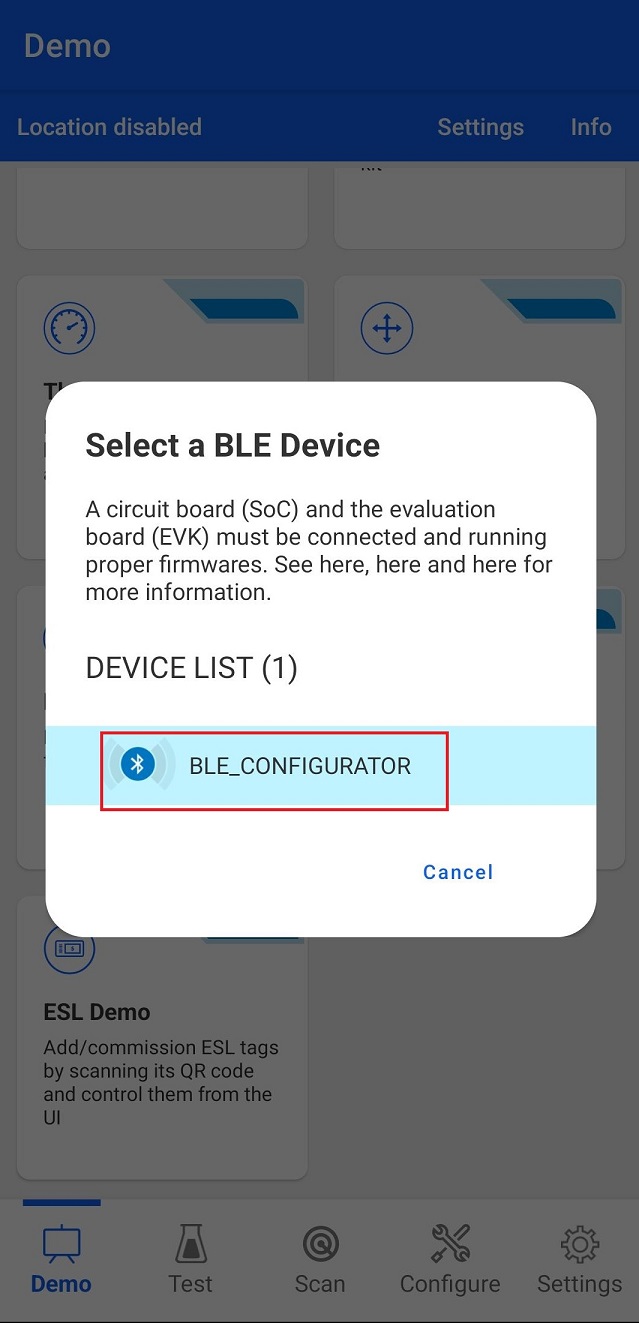 Demo
Location disabled
Settings
Info
Select a BLE Device
A circuit board (SoC) and the evaluation
board (EVK) must be connected and running
proper firmwares. See here, here and here for
more information.
DEVICE LIST (1)
BLE_CONFIGURATOR
Cancel
ESL Demo
Add/commission ESL tags
by scanning its QR code
and control them from the
UI
Demo
Test
Scan
Configure
Settings